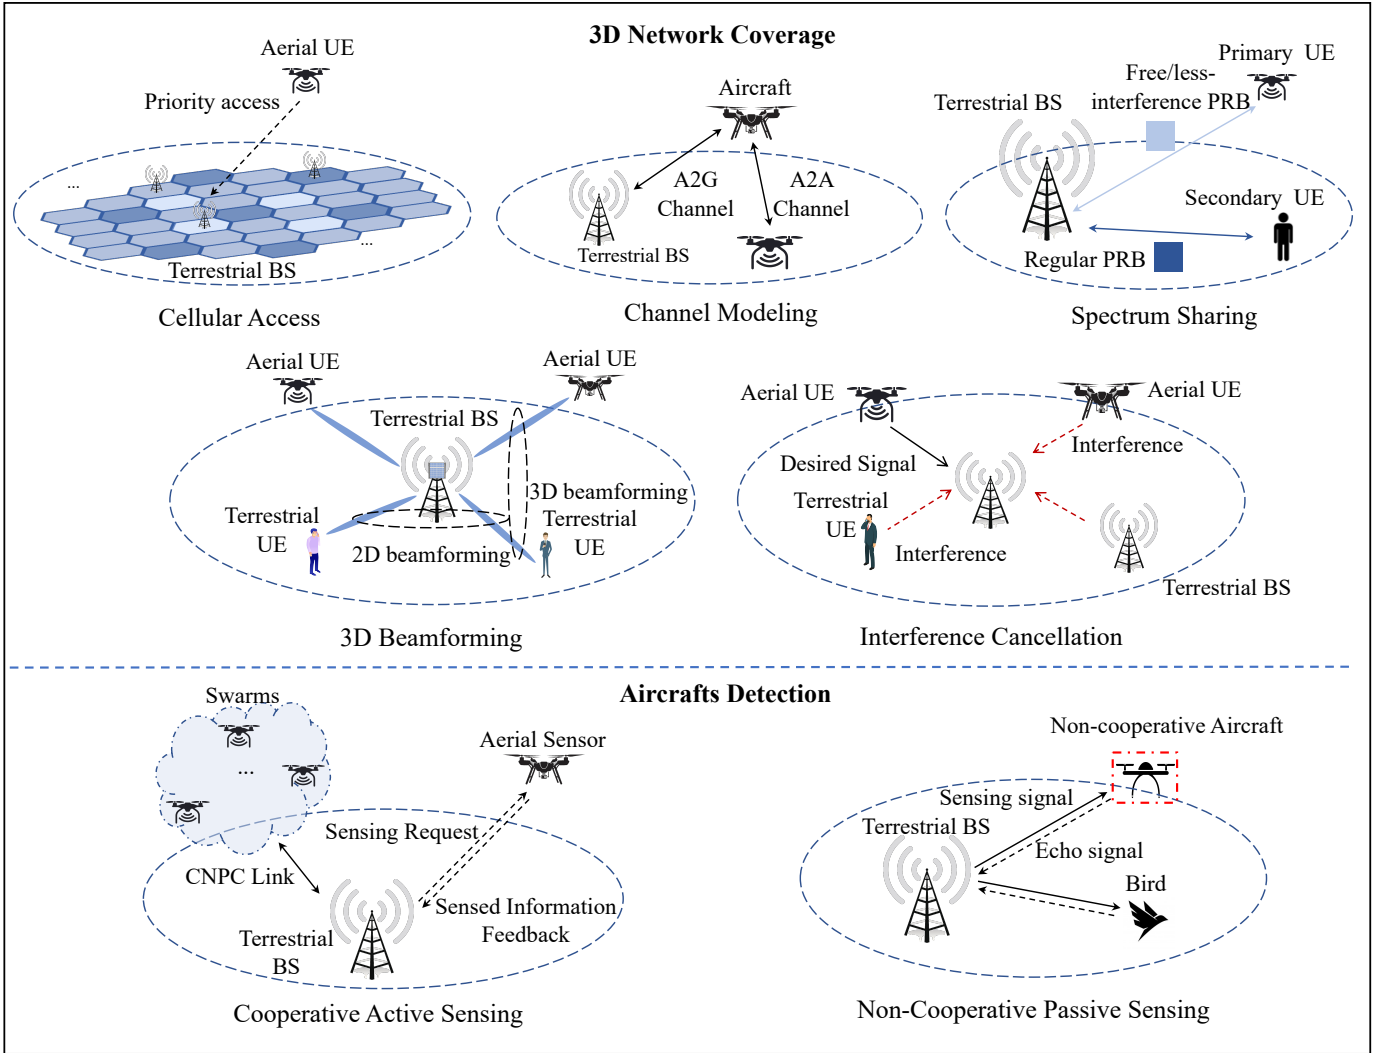 3D Network Coverage
Aerial UE
Priority access
...
...
Terrestrial BS
Cellular Access
Aircraft
A2G
Channel
A2A
Channel
Terrestrial BS
Channel Modeling
Primary UE
Free/less-
interference PRB
Terrestrial BS
Secondary UE
Regular PRB
Spectrum Sharing
Aerial UE
Aerial UE
Terrestrial BS
3D beamforming
Terrestrial
UE
Terrestrial
UE
2D beamforming
3D Beamforming
Aerial UE
Aerial UE
Interference
Desired Signal
Terrestrial
UE
Interference
Terrestrial BS
Interference Cancellation
Aircrafts Detection
Swarms
...
Aerial Sensor
Sensing Request
CNPC Link
Sensed Information
Feedback
Terrestrial
BS
Cooperative Active Sensing
Non-cooperative Aircraft
Sensing signal
Terrestrial BS
Echo signal
Bird
Non-Cooperative Passive Sensing